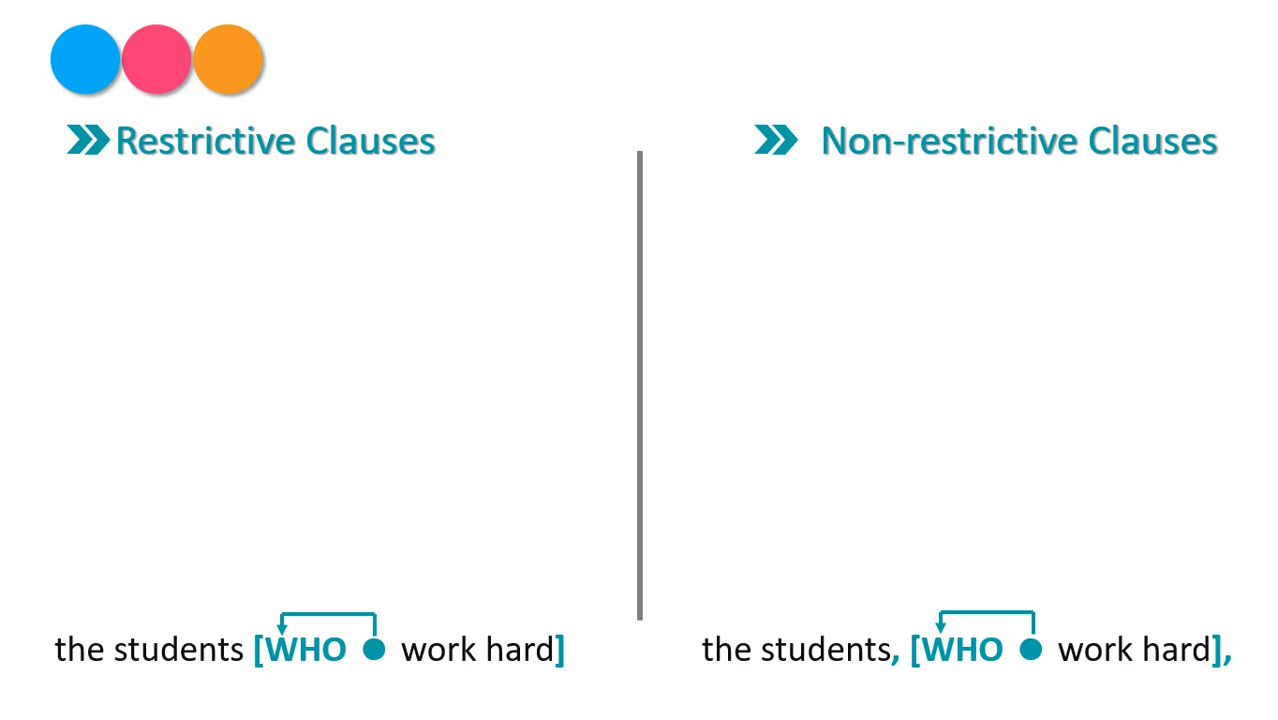 Restrictive Clauses
Non-restrictive Clauses
the students [WHO ● work hard]
the students, [WHO ● work hard],